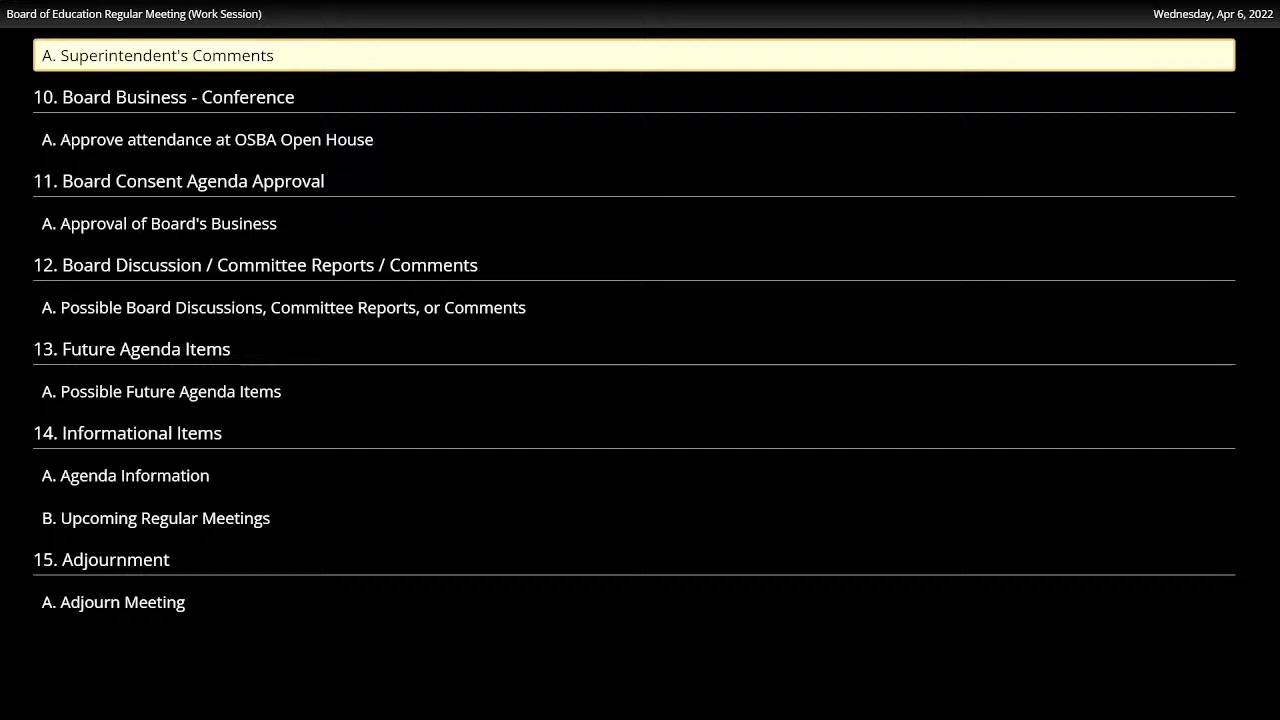 Board of Education Regular Meeting (Work Session)
Wednesday, Apr 6, 2022
A. Superintendent's Comments
10. Board Business - Conference
A. Approve attendance at OSBA Open House
11. Board Consent Agenda Approval
A. Approval of Board's Business
12. Board Discussion / Committee Reports / Comments
A. Possible Board Discussions, Committee Reports, or Comments
13. Future Agenda Items
A. Possible Future Agenda Items
14. Informational Items
A. Agenda Information
B. Upcoming Regular Meetings
15. Adjournment
A. Adjourn Meeting